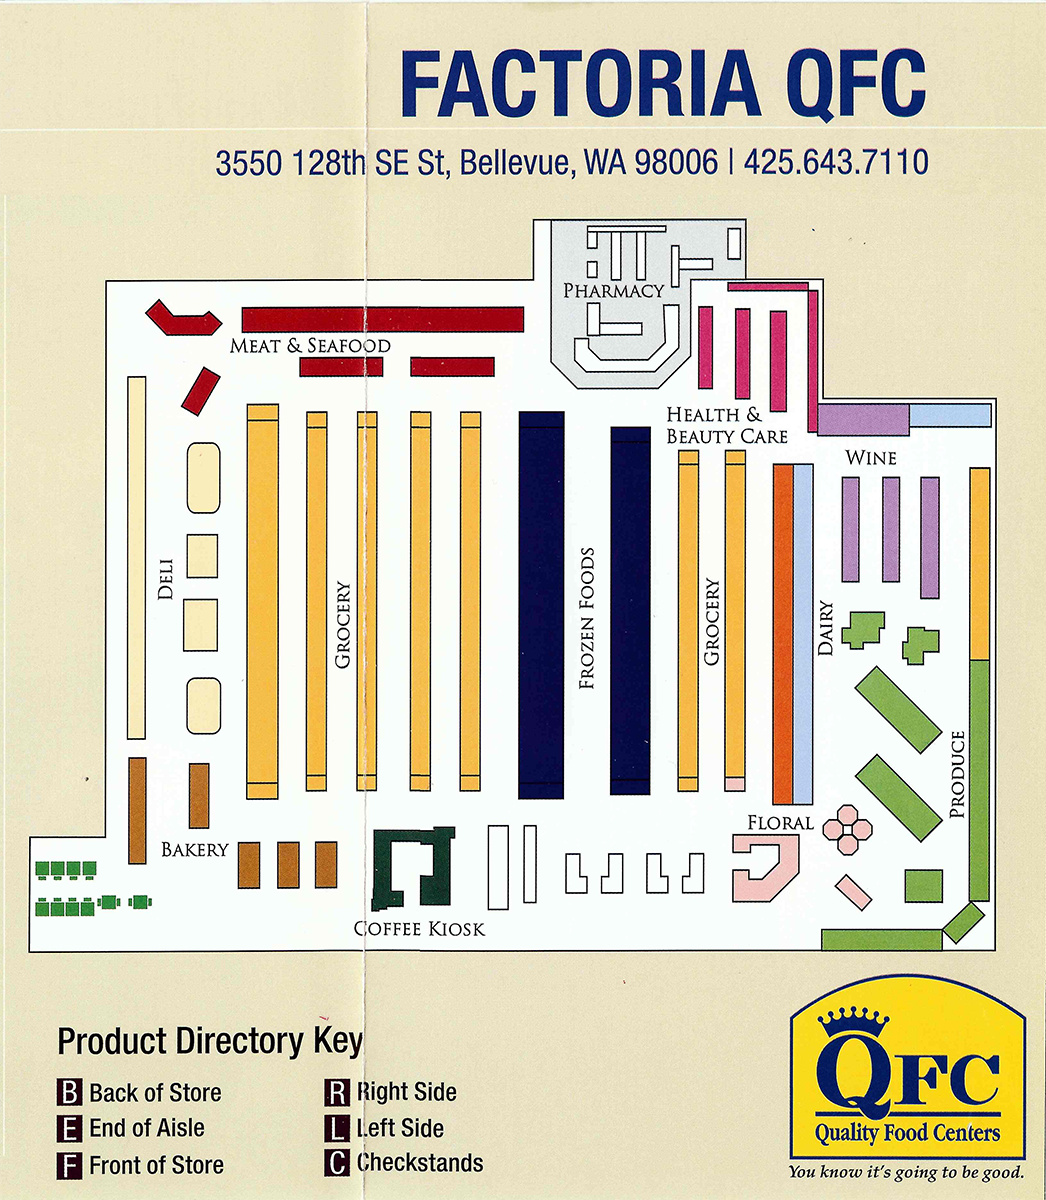 FACTORIA QFC
3550 128th SE St, Bellevue, WA 98006 | 425.643.7110
PHARMACY
MEAT & SEAFOOD
HEALTH &
BEAUTY CARE
WINE
DELI
GROCERY
FROZEN FOODS
GROCERY
DAIRY
PRODUCE
FLORAL
BAKERY
COFFEE KIOSK
Product Directory Key
B Back of Store
E End of Aisle
F Front of Store
R Right Side
L Left Side
C Checkstands
QFC
Quality Food Centers
You know it's going to be good.